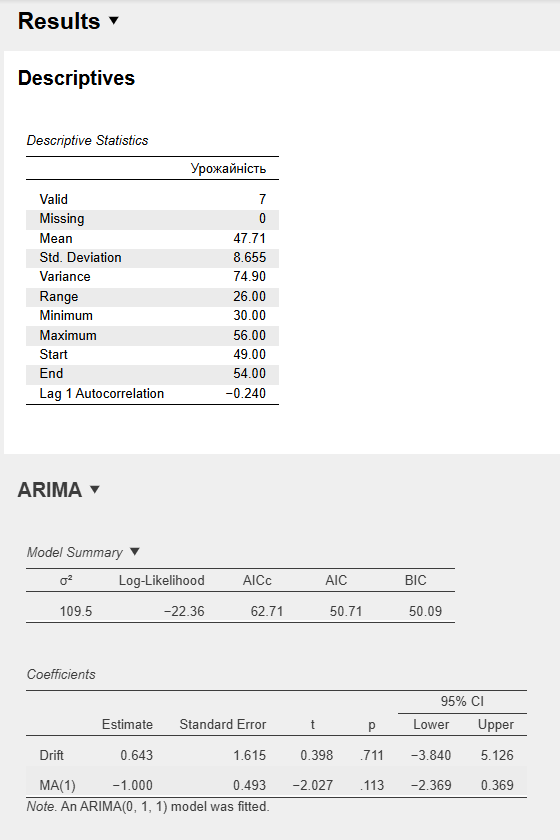 Results ▼
Descriptives
Descriptive Statistics
Урожайність
Valid 7
Missing 0
Mean 47.71
Std. Deviation 8.655
Variance 74.90
Range 26.00
Minimum 30.00
Maximum 56.00
Start 49.00
End 54.00
Lag 1 Autocorrelation −0.240
ARIMA ▼
Model Summary ▼
σ² Log-Likelihood AICc AIC BIC
109.5 −22.36 62.71 50.71 50.09
Coefficients
95% CI
Estimate Standard Error t p Lower Upper
Drift 0.643 1.615 0.398 .711 −3.840 5.126
MA(1) −1.000 0.493 −2.027 .113 −2.369 0.369
Note. An ARIMA(0, 1, 1) model was fitted.